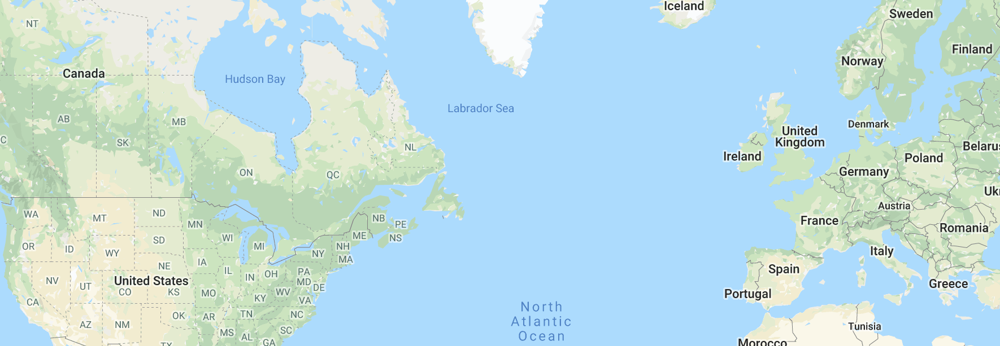 Iceland
Sweden
NT
Finland
Norway
Canada
Hudson Bay
Labrador Sea
AB
MB
Denmark
United
Kingdom
C
SK
NL
Belarus
Ireland
Poland
ON
QC
Germany
Ukr
Austria
WA
MT
ND
MN
NB
PE
France
Romania
SD
WI
ME
NS
OR
ID
WY
MI
NY
NH
MA
Italy
IA
NE
IL
IN
OH
PA
Spain
NV
UT
United States
CO
KS
MO
KY
WV
MD
DE
VA
Greece
Portugal
CA
OK
AR
TN
NC
North
Atlantic
Ocean
AZ
NM
MS
AL
SC
GA
TX
Tunisia
Morocco